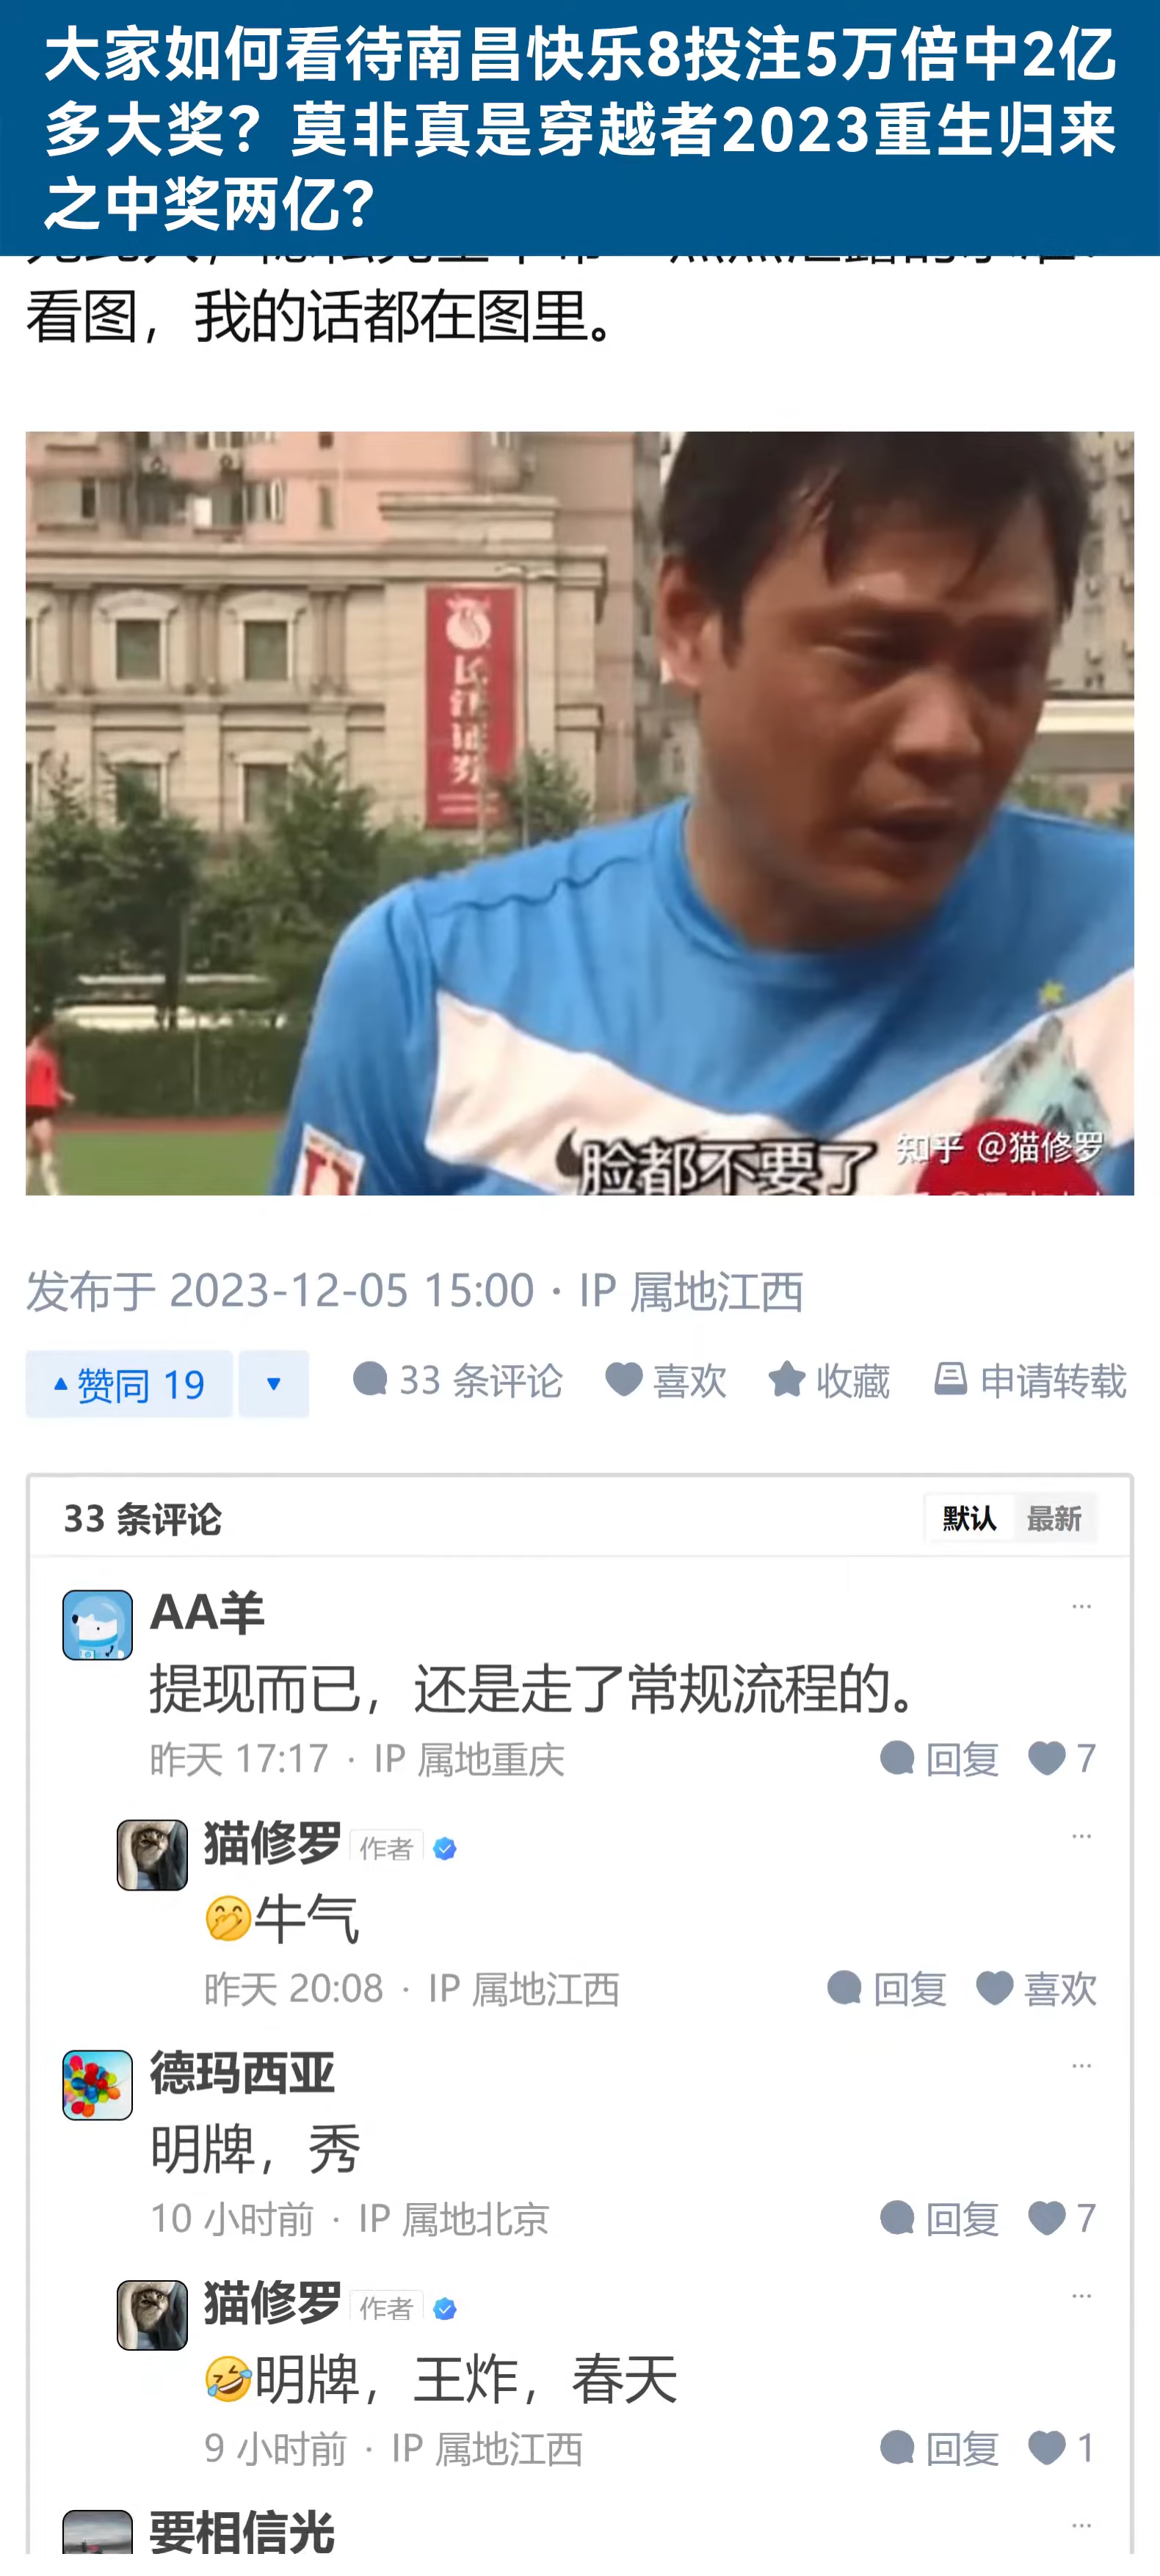 大家如何看待南昌快乐8投注5万倍中2亿
多大奖？莫非真是穿越者2023重生归来
之中奖两亿？
看图，我的话都在图里。
长江证券
脸都不要了
知乎 @猫修罗
发布于 2023-12-05 15:00 · IP 属地江西
赞同 19 33 条评论 喜欢 收藏 申请转载
33 条评论 默认 最新
AA羊
提现而已，还是走了常规流程的。
昨天 17:17 · IP 属地重庆 回复 7
猫修罗 作者
🤭牛气
昨天 20:08 · IP 属地江西 回复 喜欢
德玛西亚
明牌，秀
10 小时前 · IP 属地北京 回复 7
猫修罗 作者
🤣明牌，王炸，春天
9 小时前 · IP 属地江西 回复 1
要相信光